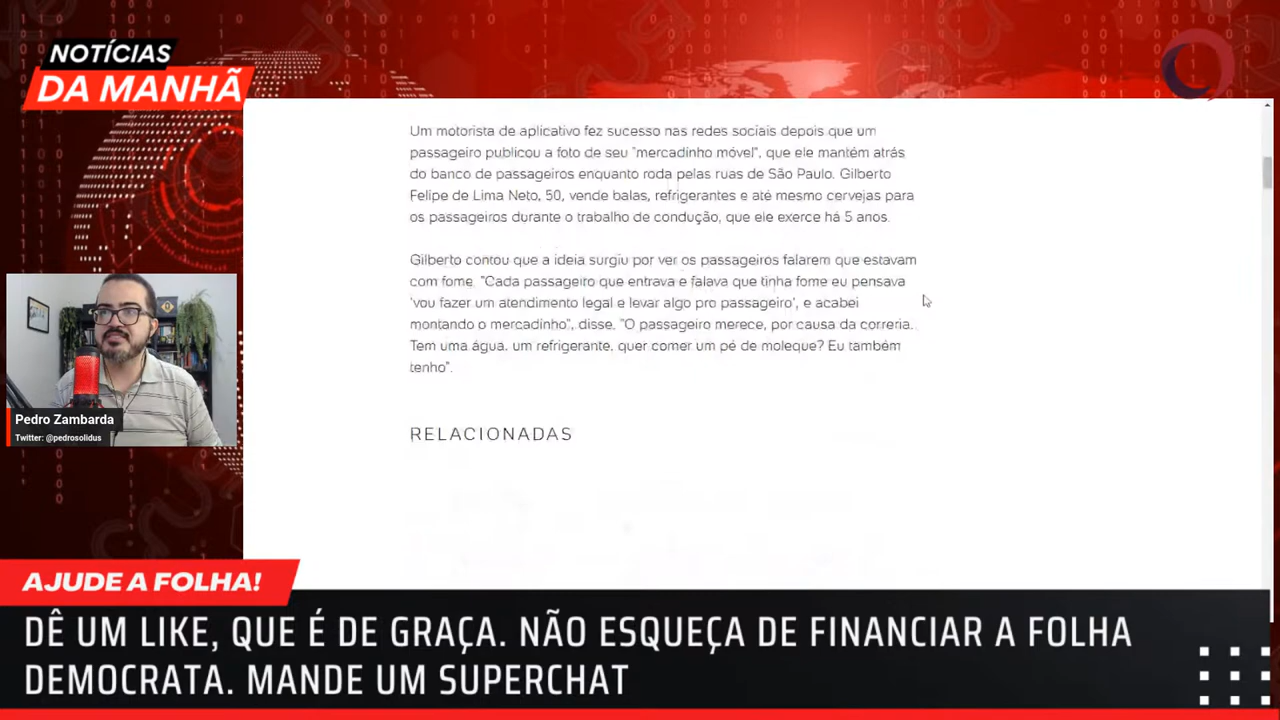 NOTÍCIAS
DA MANHÃ
Um motorista de aplicativo fez sucesso nas redes sociais depois que um
passageiro publicou a foto de seu "mercadinho móvel", que ele mantém atrás
do banco de passageiros enquanto roda pelas ruas de São Paulo. Gilberto
Felipe de Lima Neto, 50, vende balas, refrigerantes e até mesmo cervejas para
os passageiros durante o trabalho de condução, que ele exerce há 5 anos.
Gilberto contou que a ideia surgiu por ver os passageiros falarem que estavam
com fome. "Cada passageiro que entrava e falava que tinha fome eu pensava
'vou fazer um atendimento legal e levar algo pro passageiro', e acabei
montando o mercadinho", disse. "O passageiro merece, por causa da correria.
Tem uma água, um refrigerante, quer comer um pé de moleque? Eu também
tenho".
RELACIONADAS
Pedro Zambarda
Twitter: @pedrosolidus
AJUDE A FOLHA!
DÊ UM LIKE, QUE É DE GRAÇA. NÃO ESQUEÇA DE FINANCIAR A FOLHA
DEMOCRATA. MANDE UM SUPERCHAT